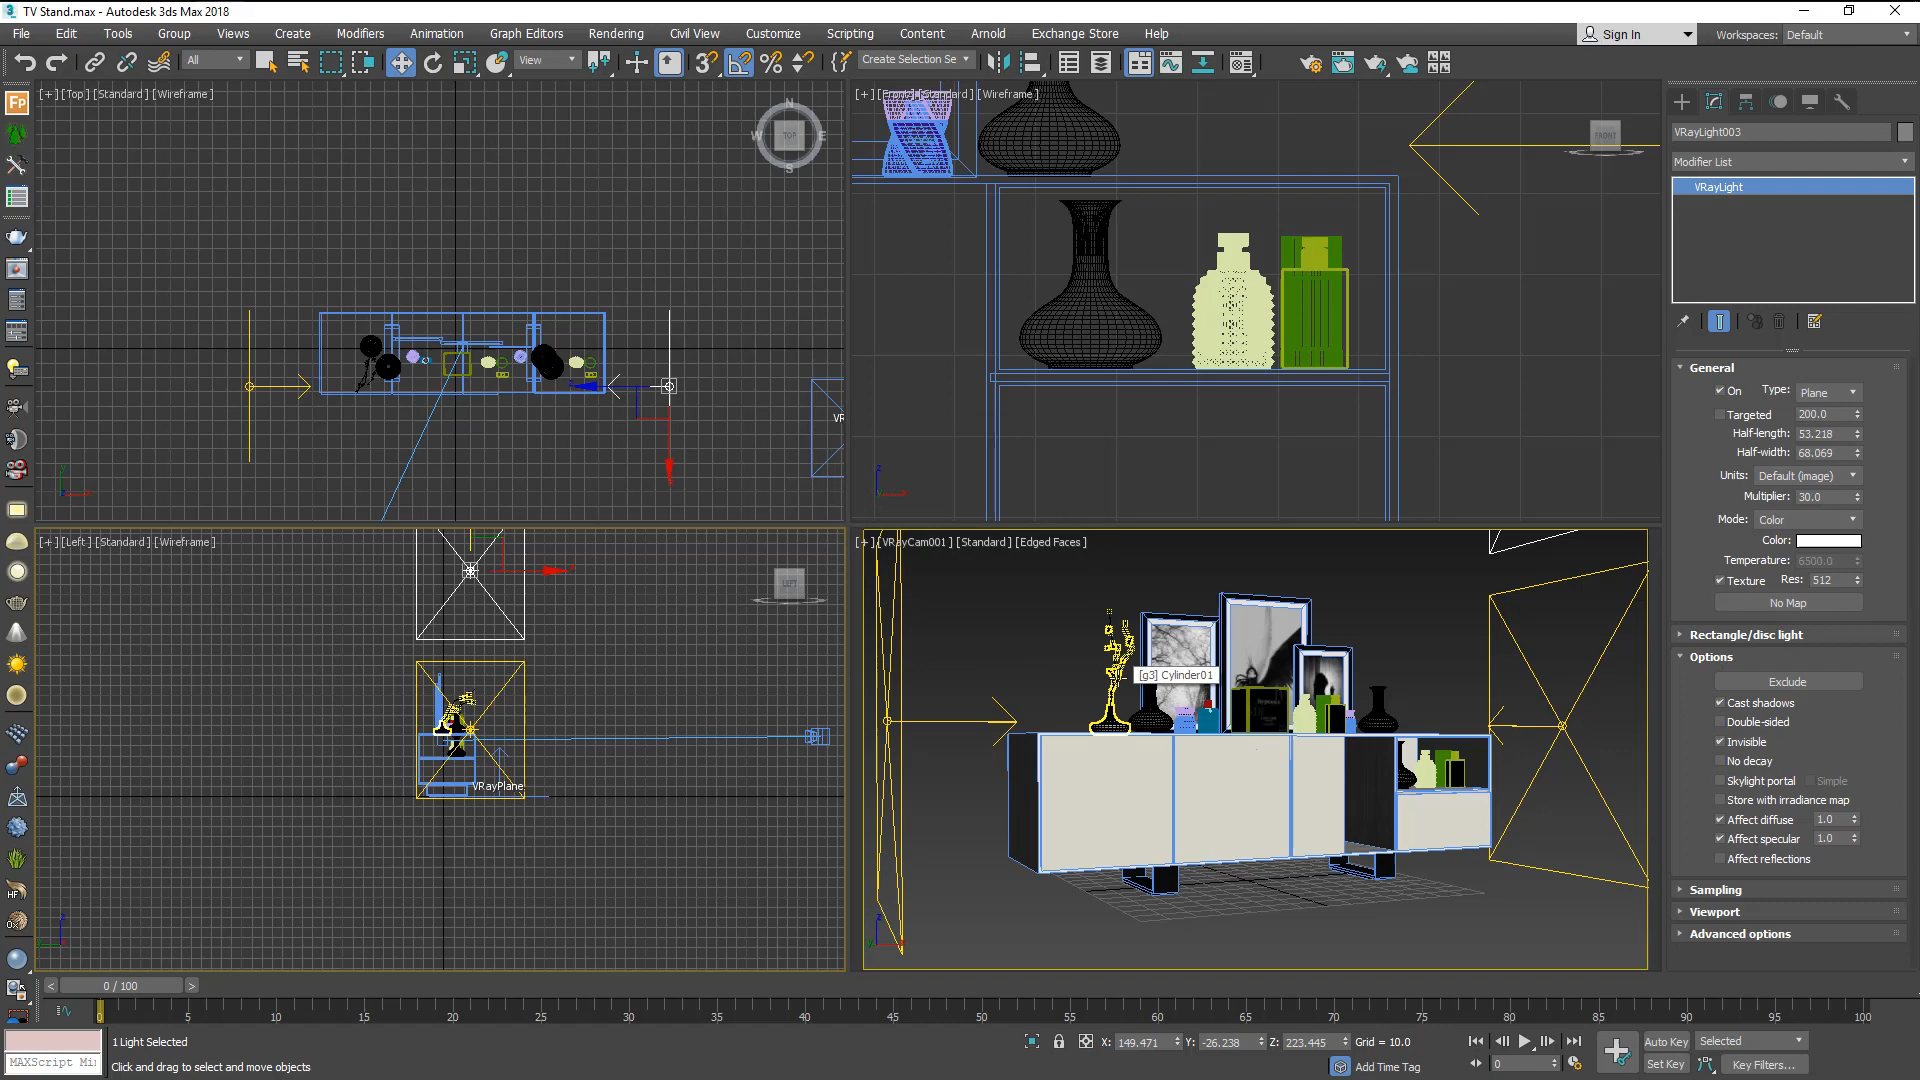 TV Stand.max - Autodesk 3ds Max 2018
File Edit Tools Group Views Create Modifiers Animation Graph Editors Rendering Civil View Customize Scripting Content Arnold Exchange Store Help
Sign In
Workspaces: Default
All
View
Create Selection Se
[+][Top][Standard][Wireframe]
N
W TOP E
S
[+][Front][Standard][Wireframe]
FRONT
VRayLight003
Modifier List
VRayLight
VR
General
On Type: Plane
Targeted 200.0
Half-length: 53.218
Half-width: 68.069
Units: Default (image)
Multiplier: 30.0
Mode: Color
Color:
Temperature: 6500.0
Texture Res: 512
No Map
Rectangle/disc light
Options
Exclude
Cast shadows
Double-sided
Invisible
No decay
Skylight portal Simple
Store with irradiance map
Affect diffuse 1.0
Affect specular 1.0
Affect reflections
Sampling
Viewport
Advanced options
[+][Left][Standard][Wireframe]
LEFT
VRayPlane
[+][VRayCam001][Standard][Edged Faces]
[g3] Cylinder01
< 0 / 100 >
0 5 10 15 20 25 30 35 40 45 50 55 60 65 70 75 80 85 90 95 100
1 Light Selected
X: 149.471 Y: -26.238 Z: 223.445 Grid = 10.0
Auto Key Selected
MAXScript Mi
Click and drag to select and move objects
Add Time Tag
0
Set Key Key Filters...